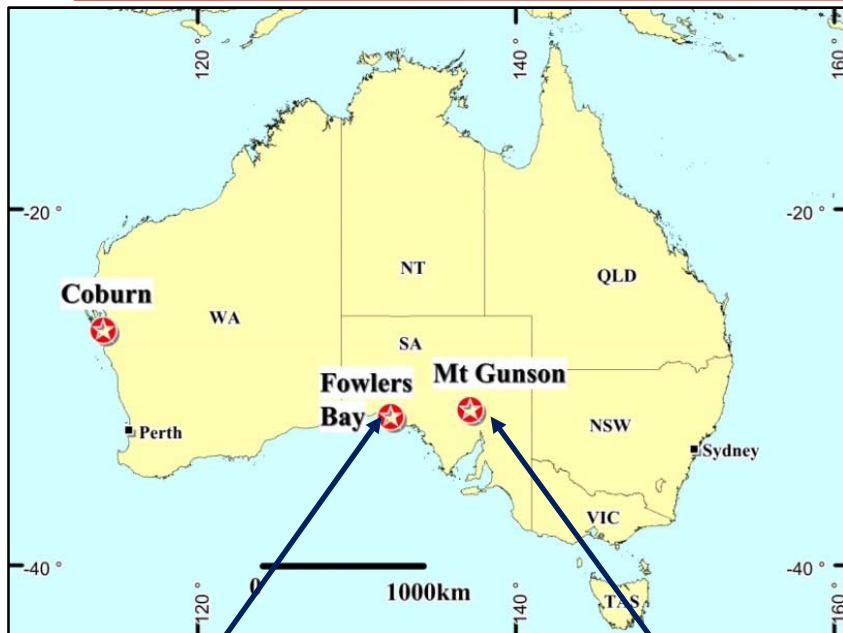 120 °
140 °
160 °
-20 °
-20 °
NT
QLD
Coburn
WA
SA
Fowlers
Bay
Mt Gunson
Perth
NSW
Sydney
VIC
-40 °
-40 °
0
1000km
TAS
120 °
140 °
160 °